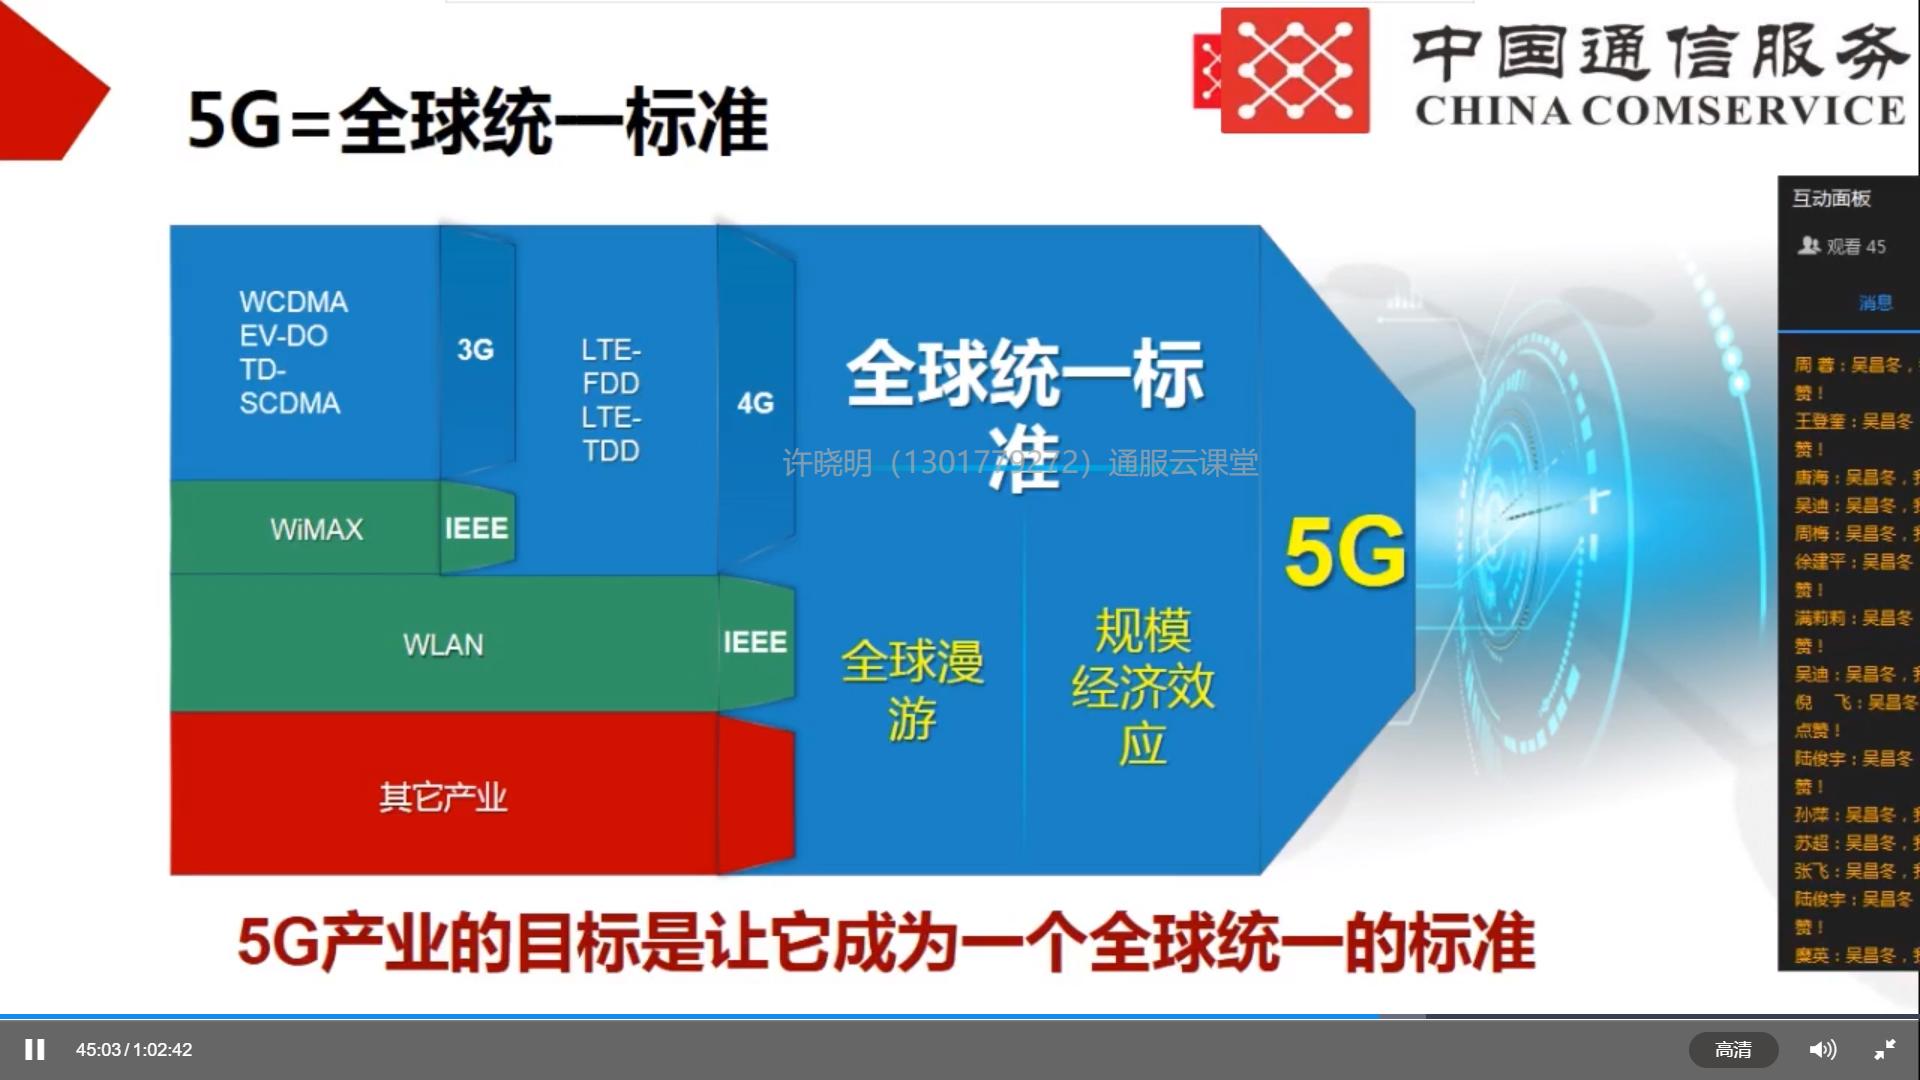 5G=全球统一标准
中国通信服务
CHINA COMSERVICE
WCDMA
EV-DO
TD-
SCDMA
3G
LTE-
FDD
LTE-
TDD
4G
全球统一标
准
许晓明（1301779272）通服云课堂
WiMAX
IEEE
5G
WLAN
IEEE
全球漫
游
规模
经济效
应
其它产业
5G产业的目标是让它成为一个全球统一的标准
互动面板
观看 45
消息
周 蓉：吴昌冬，
赞！
王登奎：吴昌冬
赞！
唐海：吴昌冬，
吴迪：吴昌冬，
周梅：吴昌冬，
徐建平：吴昌冬
赞！
满莉莉：吴昌冬
赞！
吴迪：吴昌冬，
倪 飞：吴昌冬
点赞！
陆俊宇：吴昌冬
赞！
孙萍：吴昌冬，
苏超：吴昌冬，
张飞：吴昌冬，
陆俊宇：吴昌冬
赞！
糜英：吴昌冬，
45:03/1:02:42
高清